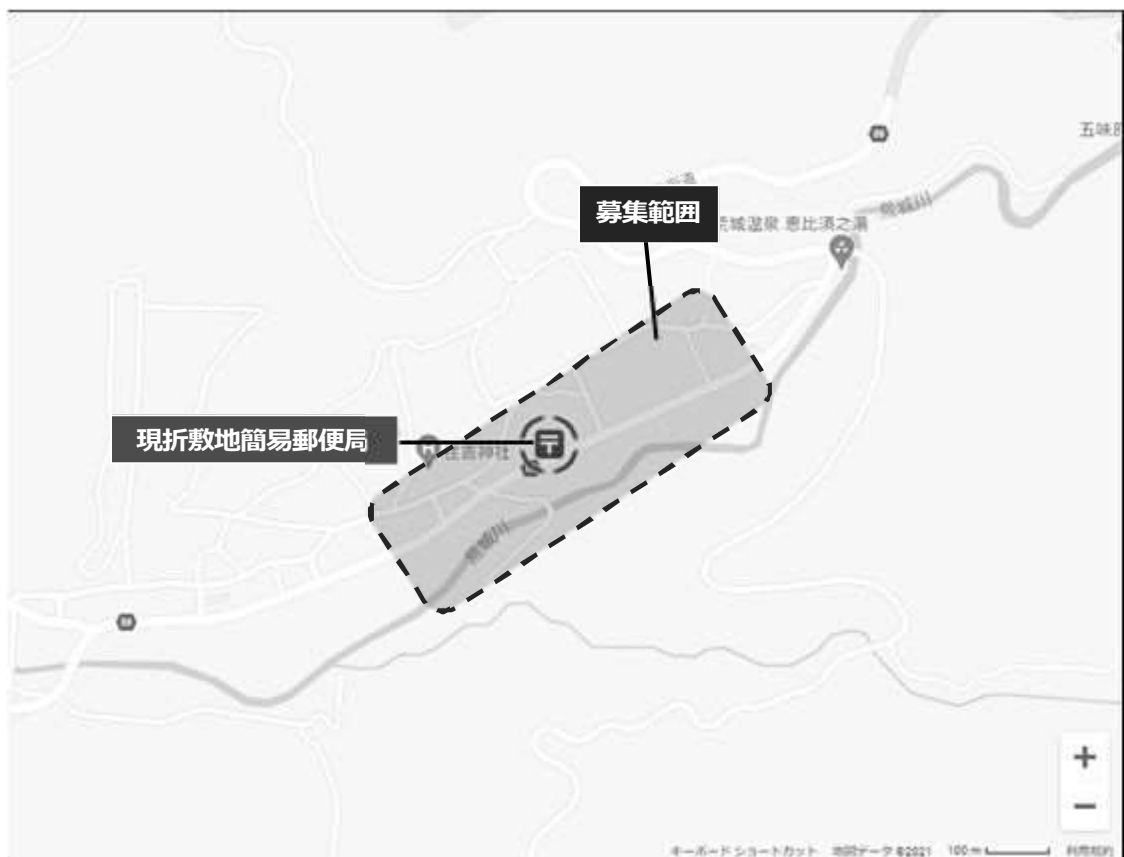 五味原
荒城川
募集範囲
荒城温泉 恵比須之湯
現折敷地簡易郵便局
住吉神社
荒城川
+
−
キーボード ショートカット 地図データ ©2021 100 m 利用規約